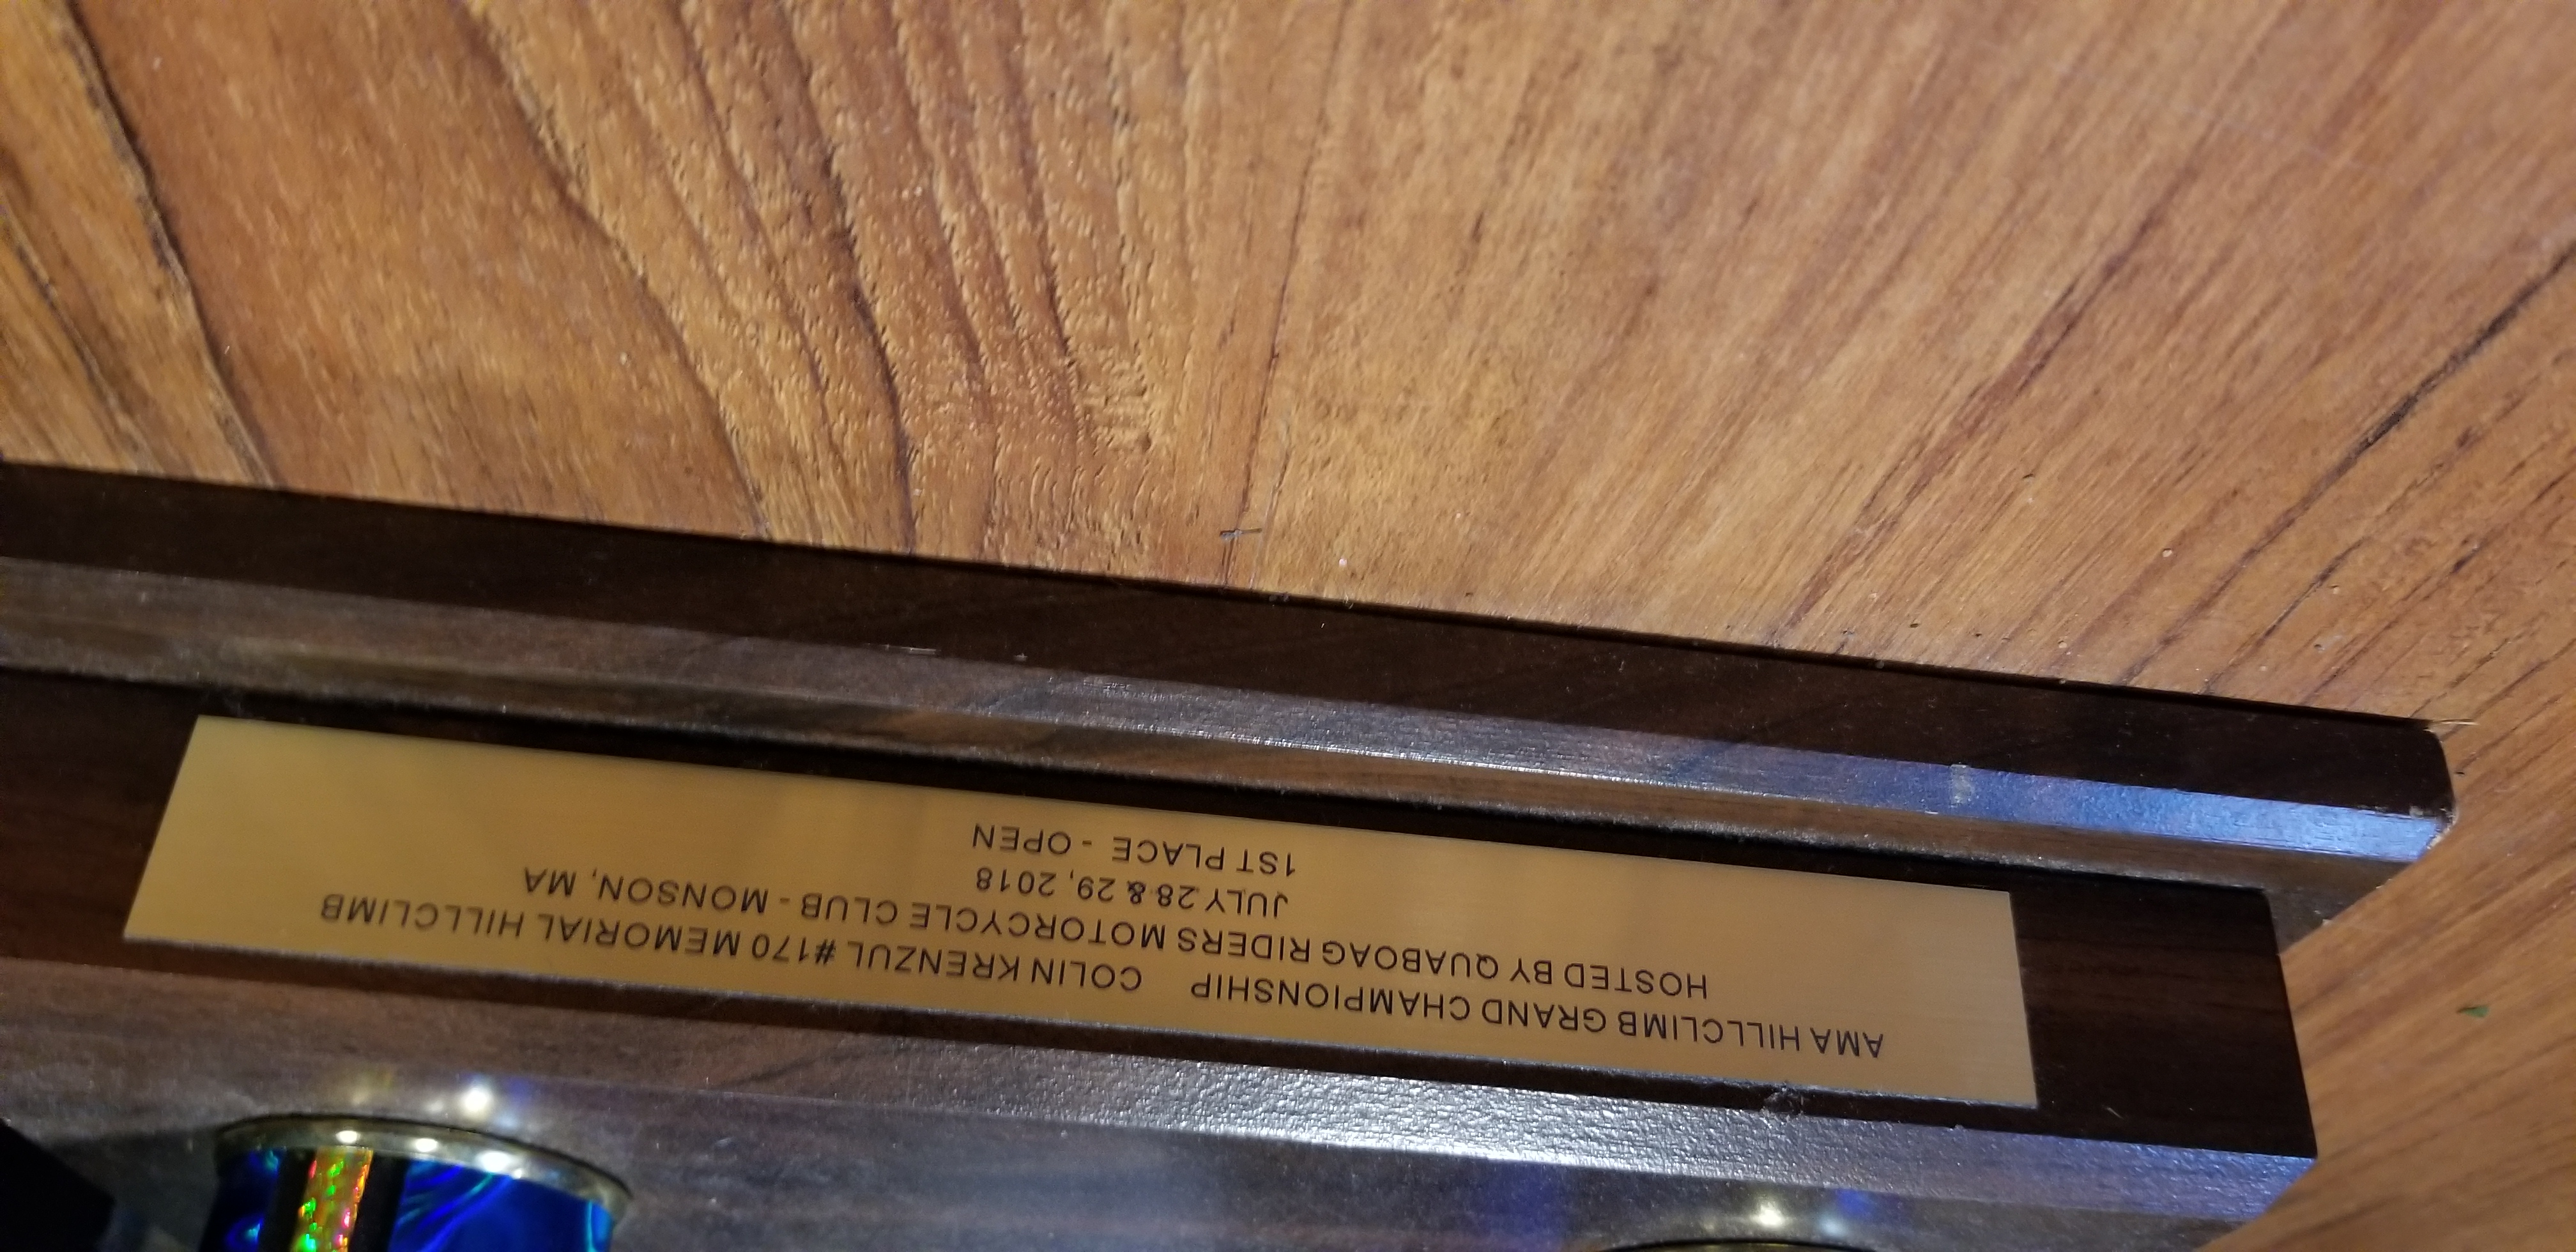 AMA HILLCLIMB GRAND CHAMPIONSHIP COLIN KRENZUL #170 MEMORIAL HILLCLIMB
HOSTED BY QUABOAG RIDERS MOTORCYCLE CLUB - MONSON, MA
JULY 28 & 29, 2018
1ST PLACE - OPEN